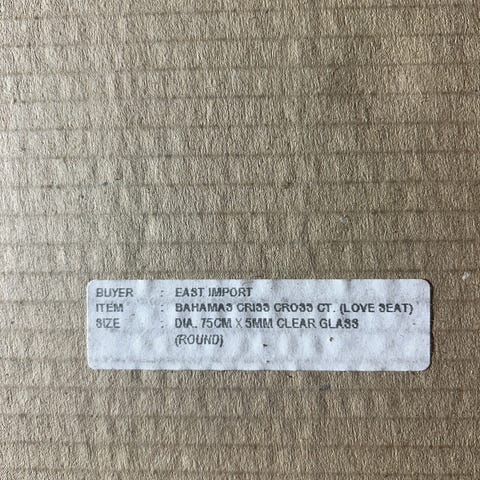 BUYER : EAST IMPORT
ITEM : BAHAMAS CRISS CROSS CT. (LOVE SEAT)
SIZE : DIA. 75CM X 5MM CLEAR GLASS
(ROUND)